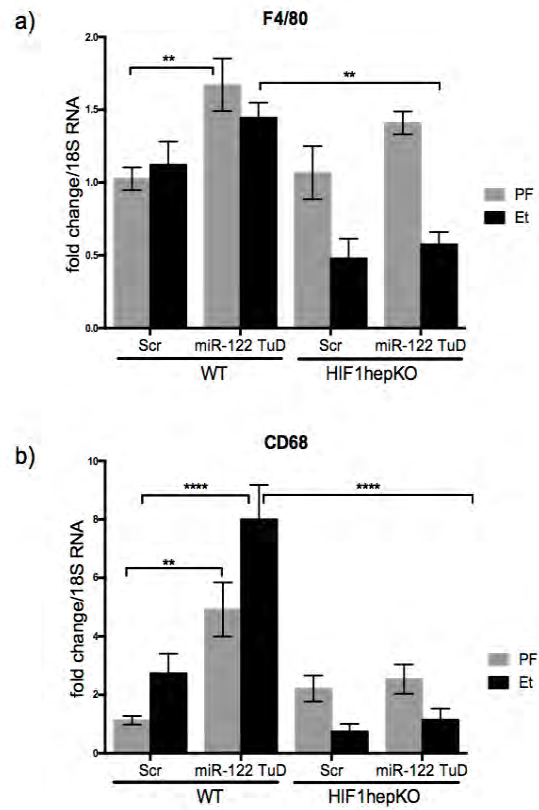 a)
F4/80
fold change/18S RNA
2.0
1.5
1.0
0.5
0.0
**
**
PF
Et
Scr miR-122 TuD Scr miR-122 TuD
WT HIF1hepKO
b)
CD68
fold change/18S RNA
10
8
6
4
2
0
****
****
**
PF
Et
Scr miR-122 TuD Scr miR-122 TuD
WT HIF1hepKO